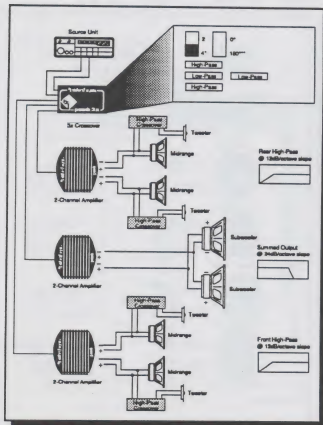 Source Unit
2 0°
4* 180***
High-Pass
Low-Pass Low-Pass
High-Pass
3x Crossover
High-Pass
Crossover
Tweeter
Midrange
Midrange
2-Channel Amplifier
High-Pass
Crossover
Tweeter
Rear High-Pass
@ 12dB/octave slope
Subwoofer
Summed Output
@ 24dB/octave slope
2-Channel Amplifier
Subwoofer
High-Pass
Crossover
Tweeter
Midrange
Front High-Pass
@ 12dB/octave slope
Midrange
2-Channel Amplifier
High-Pass
Crossover
Tweeter